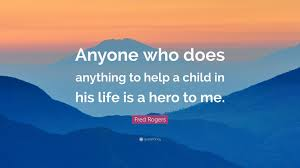 Anyone who does
anything to help a child in
his life is a hero to me.
Fred Rogers